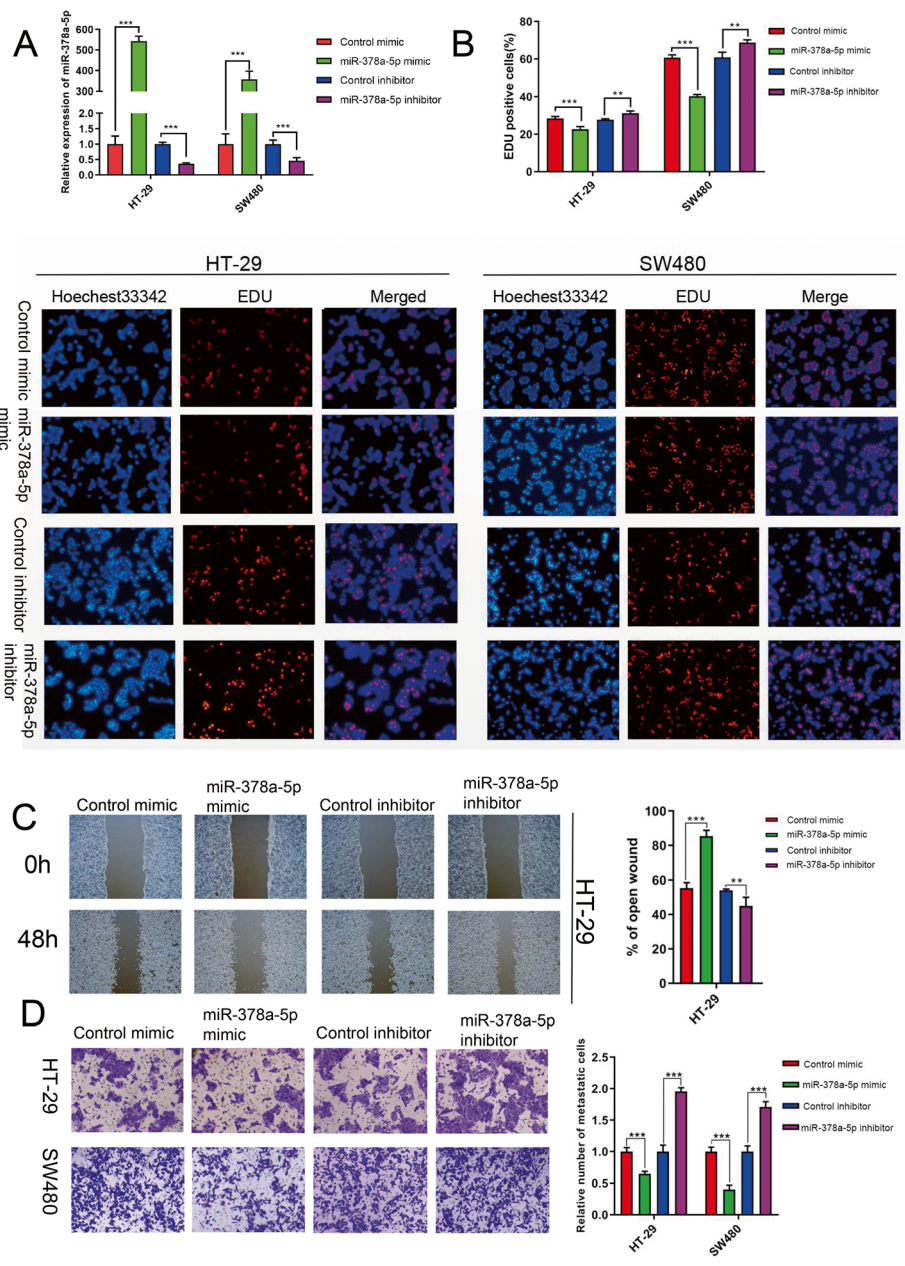 A
Relative expression of miR-378a-5p
600
500
400
300
2.0
1.5
1.0
0.5
0.0
***
***
***
***
HT-29
SW480
Control mimic
miR-378a-5p mimic
Control inhibitor
miR-378a-5p inhibitor
B
EDU positive cells(%)
80
60
40
20
0
***
**
***
**
HT-29
SW480
Control mimic
miR-378a-5p mimic
Control inhibitor
miR-378a-5p inhibitor
HT-29
SW480
Hoechest33342
EDU
Merged
Hoechest33342
EDU
Merge
Control mimic
miR-378a-5p
mimic
Control inhibitor
miR-378a-5p
inhibitor
C
Control mimic
miR-378a-5p
mimic
Control inhibitor
miR-378a-5p
inhibitor
0h
48h
HT-29
% of open wound
100
80
60
40
20
0
***
**
HT-29
Control mimic
miR-378a-5p mimic
Control inhibitor
miR-378a-5p inhibitor
D
Control mimic
miR-378a-5p
mimic
Control inhibitor
miR-378a-5p
inhibitor
HT-29
SW480
Relative number of metastatic cells
2.5
2.0
1.5
1.0
0.5
0.0
***
***
***
***
HT-29
SW480
Control mimic
miR-378a-5p mimic
Control inhibitor
miR-378a-5p inhibitor